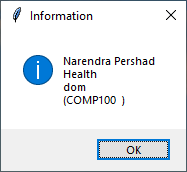 Information
Narendra Pershad
Health
dom
(COMP100  )
OK